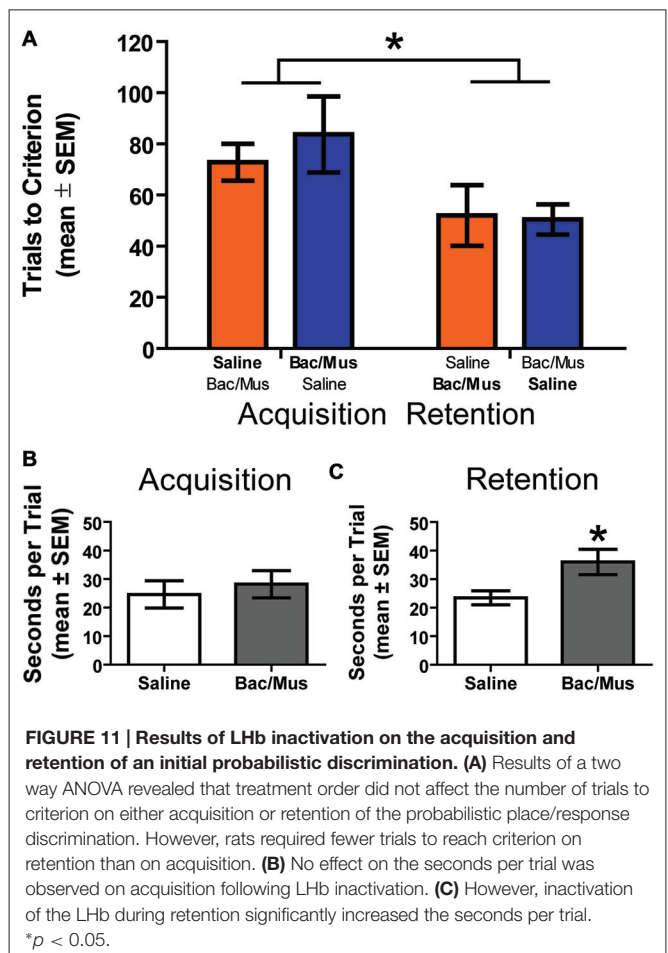 A
Trials to Criterion
(mean ± SEM)
120
100
80
60
40
20
0
*
Saline Bac/Mus Saline Bac/Mus
Bac/Mus Saline Bac/Mus Saline
Acquisition Retention
B
Acquisition
Seconds per Trial
(mean ± SEM)
50
40
30
20
10
0
Saline Bac/Mus
C
Retention
Seconds per Trial
(mean ± SEM)
50
40
30
20
10
0
*
Saline Bac/Mus
FIGURE 11 | Results of LHb inactivation on the acquisition and
retention of an initial probabilistic discrimination. (A) Results of a two
way ANOVA revealed that treatment order did not affect the number of trials to
criterion on either acquisition or retention of the probabilistic place/response
discrimination. However, rats required fewer trials to reach criterion on
retention than on acquisition. (B) No effect on the seconds per trial was
observed on acquisition following LHb inactivation. (C) However, inactivation
of the LHb during retention significantly increased the seconds per trial.
*p < 0.05.